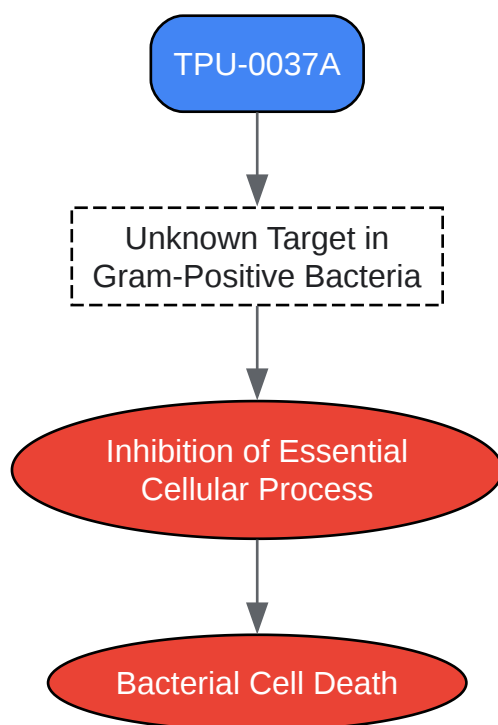 TPU-0037A
Unknown Target in
Gram-Positive Bacteria
Inhibition of Essential
Cellular Process
Bacterial Cell Death